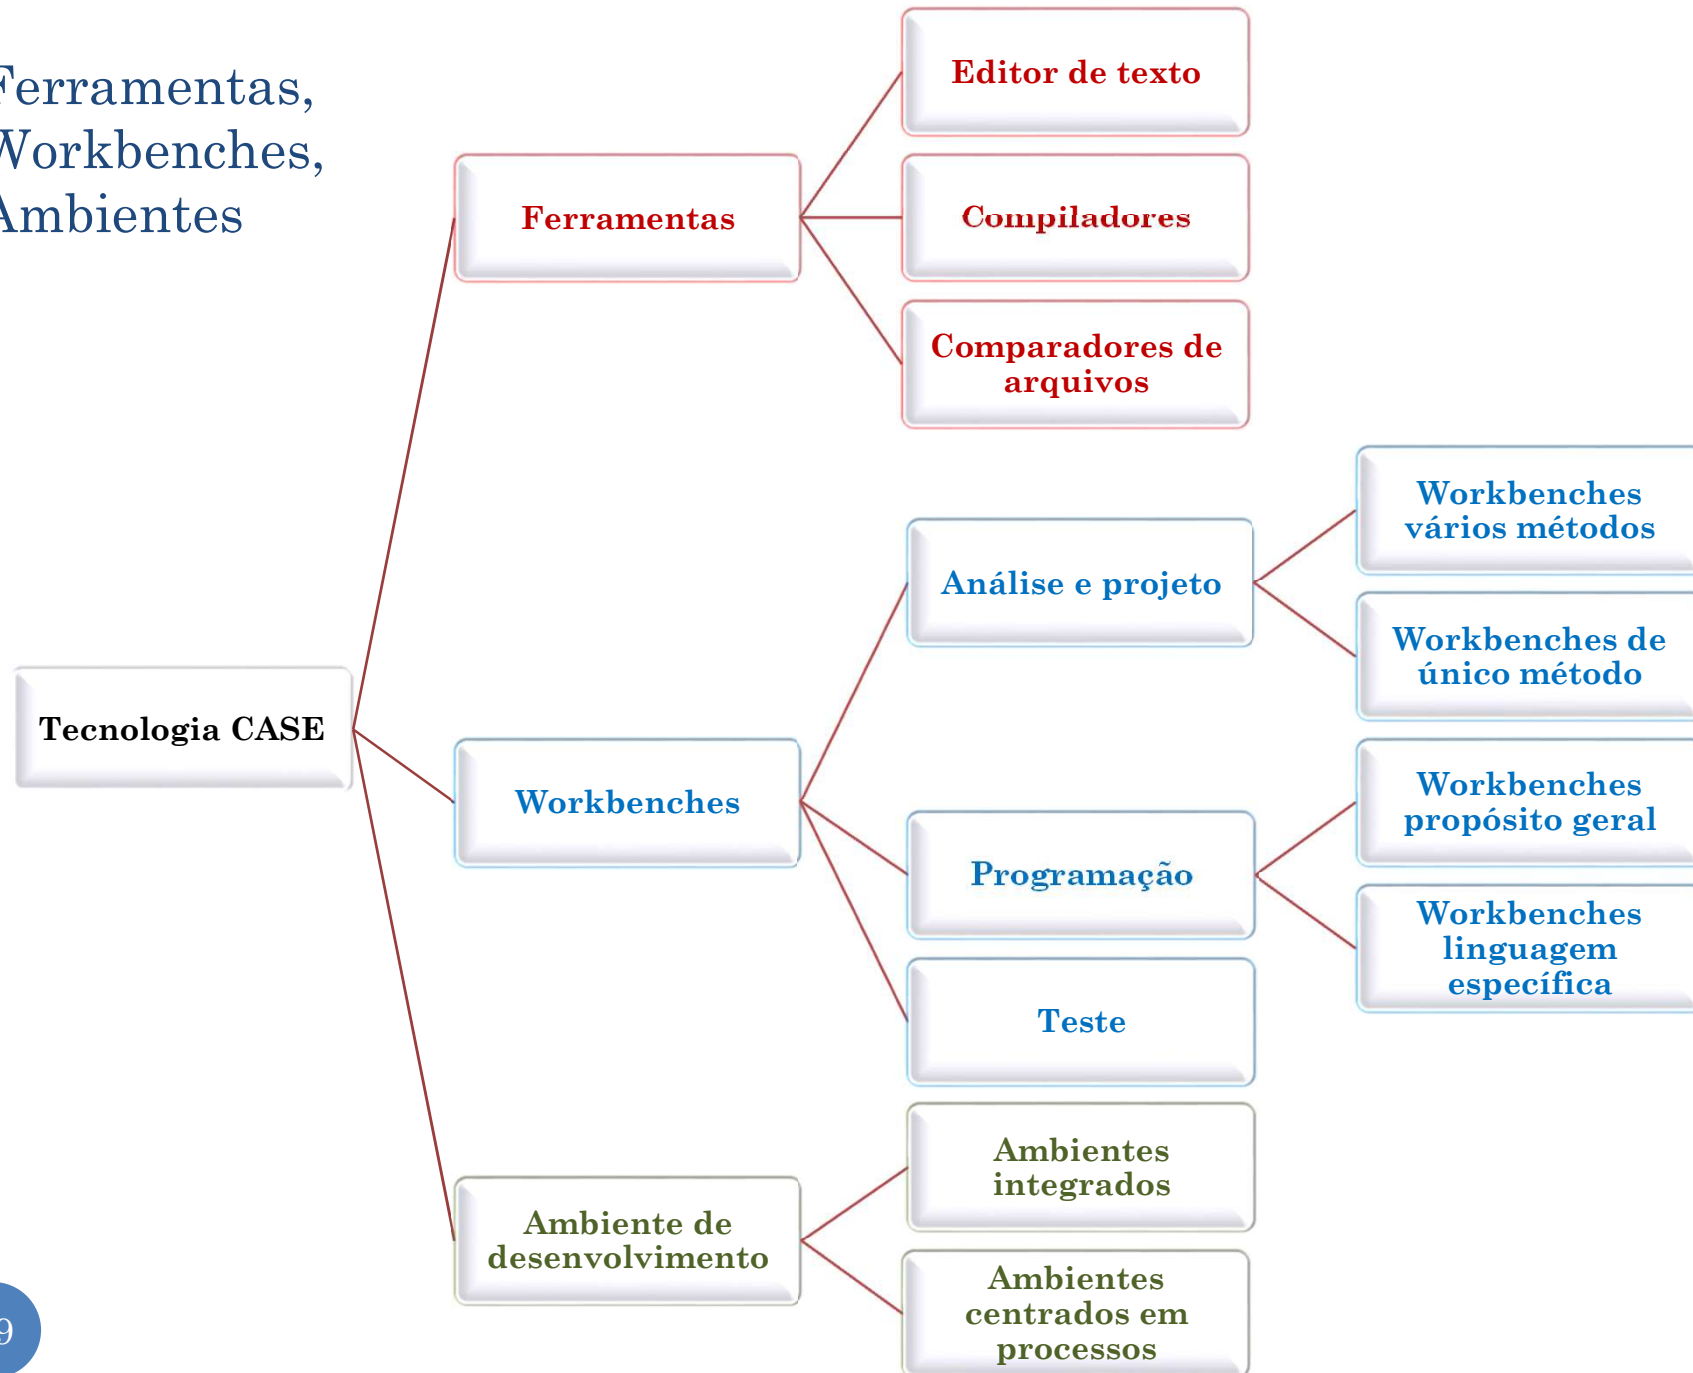 Ferramentas,
Workbenches,
Ambientes
Editor de texto
Ferramentas
Compiladores
Comparadores de
arquivos
Workbenches
vários métodos
Análise e projeto
Workbenches de
único método
Tecnologia CASE
Workbenches
Workbenches
propósito geral
Programação
Workbenches
linguagem
específica
Teste
Ambientes
integrados
Ambiente de
desenvolvimento
Ambientes
centrados em
processos
9